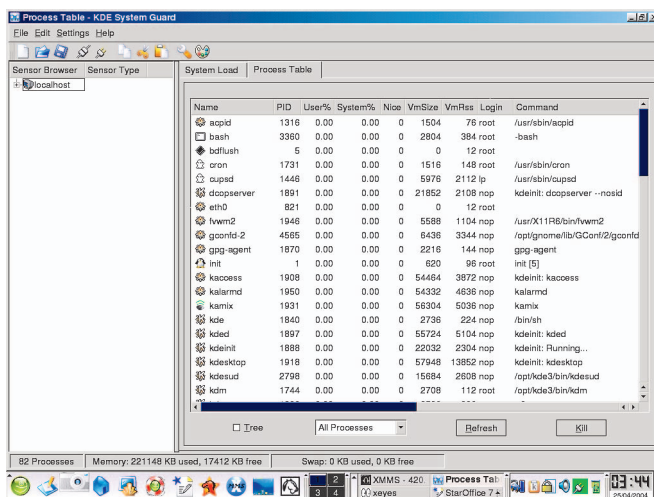 Process Table - KDE System Guard
File Edit Settings Help
Sensor Browser Sensor Type
localhost
System Load Process Table
Name PID User% System% Nice VmSize VmRss Login Command
acpid 1316 0.00 0.00 0 1504 76 root /usr/sbin/acpid
bash 3360 0.00 0.00 0 2804 384 root -bash
bdflush 5 0.00 0.00 0 0 12 root
cron 1731 0.00 0.00 0 1516 148 root /usr/sbin/cron
cupsd 1446 0.00 0.00 0 5976 2112 lp /usr/sbin/cupsd
dcopserver 1891 0.00 0.00 0 21852 2108 nop kdeinit: dcopserver --nosid
eth0 821 0.00 0.00 0 0 12 root
fvwm2 1946 0.00 0.00 0 5588 1104 nop /usr/X11R6/bin/fvwm2
gconfd-2 4565 0.00 0.00 0 6436 3344 nop /opt/gnome/lib/GConf/2/gconfd
gpg-agent 1870 0.00 0.00 0 2216 144 nop gpg-agent
init 1 0.00 0.00 0 620 96 root init [5]
kaccess 1908 0.00 0.00 0 54464 3872 nop kdeinit: kaccess
kalarmd 1950 0.00 0.00 0 54332 4636 nop kalarmd
kamix 1931 0.00 0.00 0 56304 5036 nop kamix
kde 1840 0.00 0.00 0 2736 224 nop /bin/sh
kded 1897 0.00 0.00 0 55724 5104 nop kdeinit: kded
kdeinit 1888 0.00 0.00 0 22032 2304 nop kdeinit: Running...
kdesktop 1918 0.00 0.00 0 57948 13852 nop kdeinit: kdesktop
kdesud 2798 0.00 0.00 0 15684 2608 nop /opt/kde3/bin/kdesud
kdm 1744 0.00 0.00 0 2708 112 root /opt/kde3/bin/kdm
Tree All Processes Refresh Kill
82 Processes Memory: 221148 KB used, 17412 KB free Swap: 0 KB used, 0 KB free
1 2 XMMS - 420. Process Tab 03:44
3 4 xeyes StarOffice 7 25/04/2004